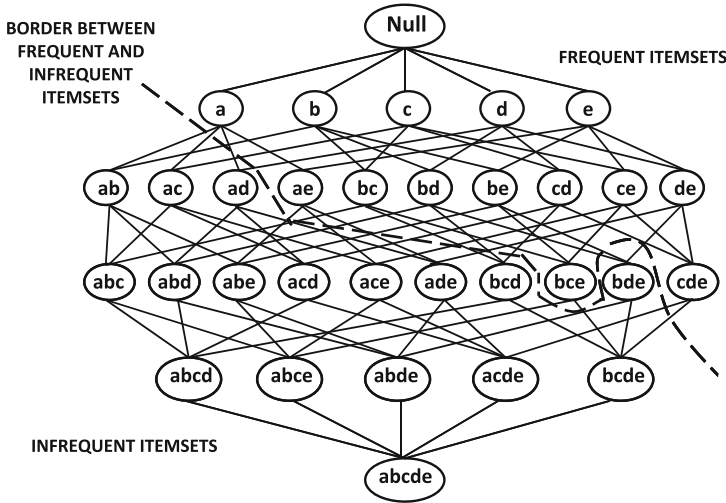 Null
BORDER BETWEEN
FREQUENT AND
INFREQUENT
ITEMSETS
FREQUENT ITEMSETS
a b c d e
ab ac ad ae bc bd be cd ce de
abc abd abe acd ace ade bcd bce bde cde
abcd abce abde acde bcde
INFREQUENT ITEMSETS
abcde